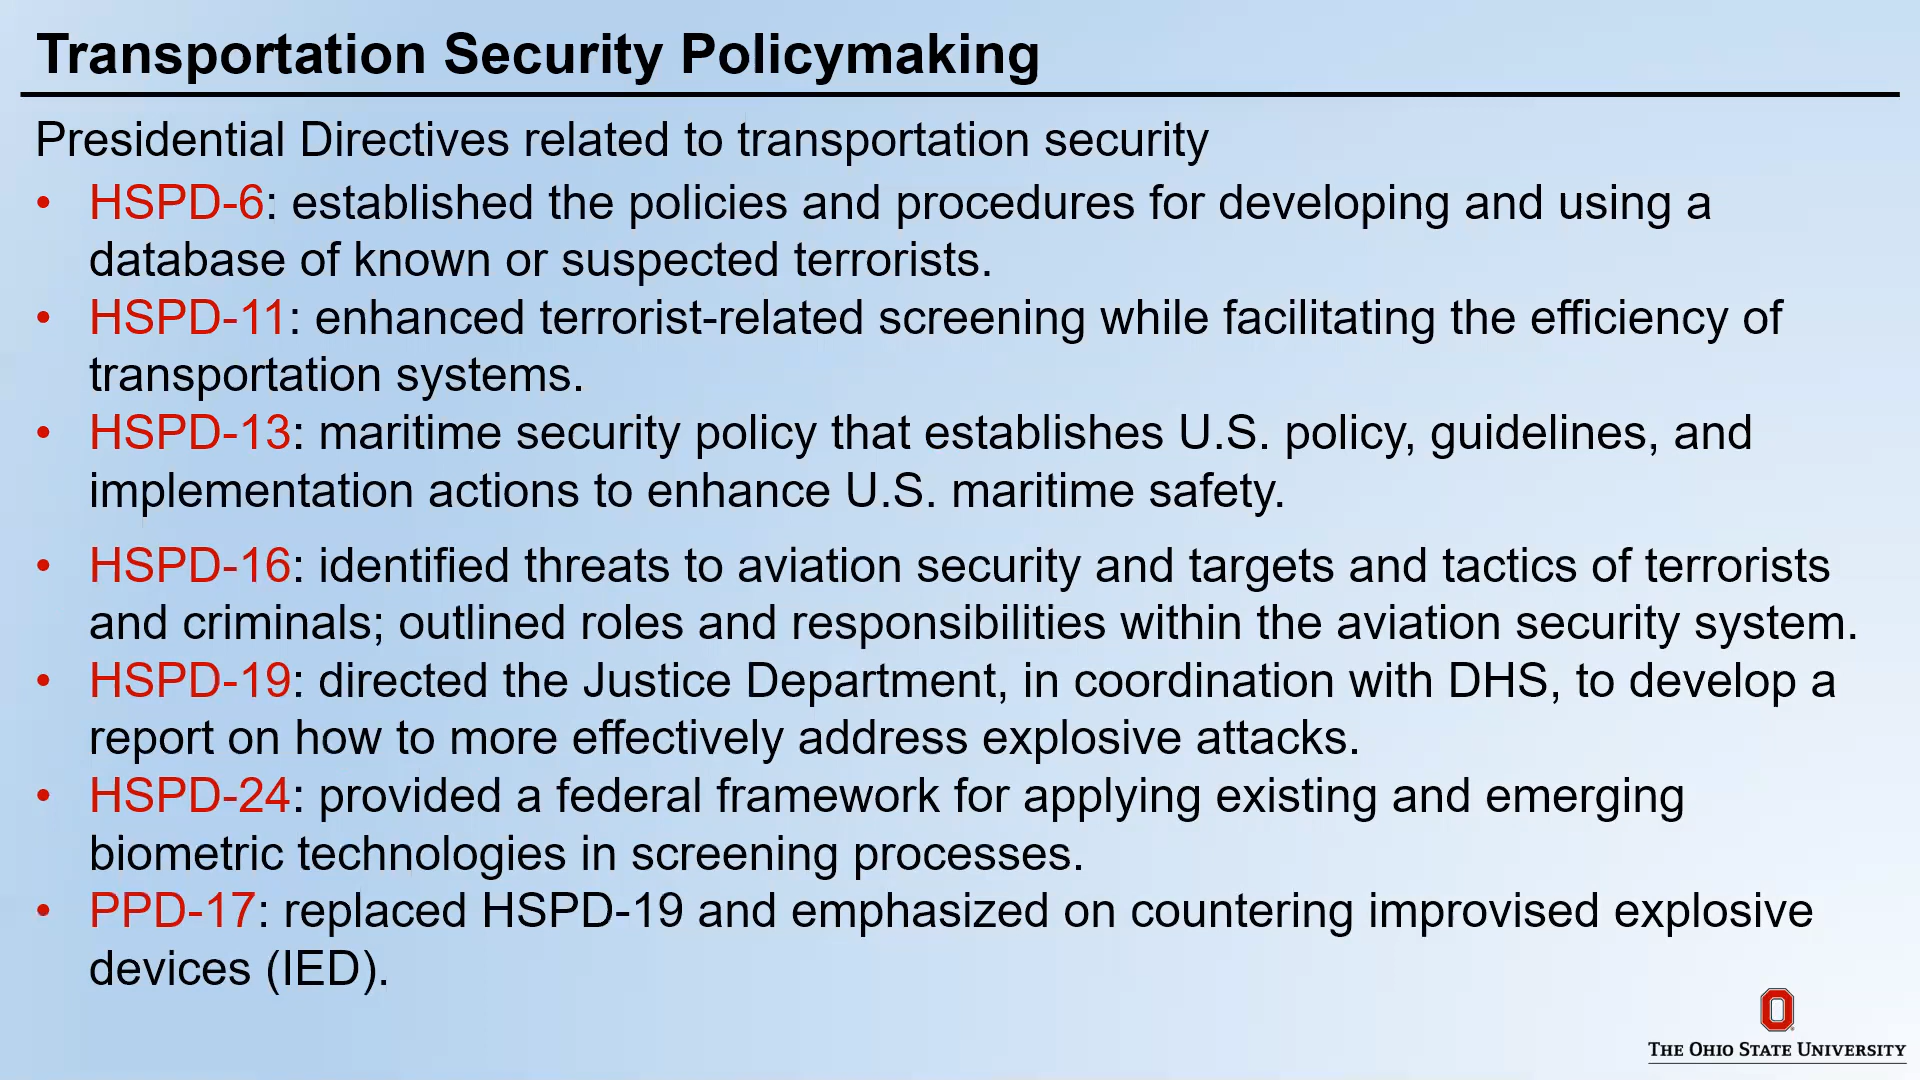 Transportation Security Policymaking
Presidential Directives related to transportation security
• HSPD-6: established the policies and procedures for developing and using a
database of known or suspected terrorists.
• HSPD-11: enhanced terrorist-related screening while facilitating the efficiency of
transportation systems.
• HSPD-13: maritime security policy that establishes U.S. policy, guidelines, and
implementation actions to enhance U.S. maritime safety.
• HSPD-16: identified threats to aviation security and targets and tactics of terrorists
and criminals; outlined roles and responsibilities within the aviation security system.
• HSPD-19: directed the Justice Department, in coordination with DHS, to develop a
report on how to more effectively address explosive attacks.
• HSPD-24: provided a federal framework for applying existing and emerging
biometric technologies in screening processes.
• PPD-17: replaced HSPD-19 and emphasized on countering improvised explosive
devices (IED).
THE OHIO STATE UNIVERSITY